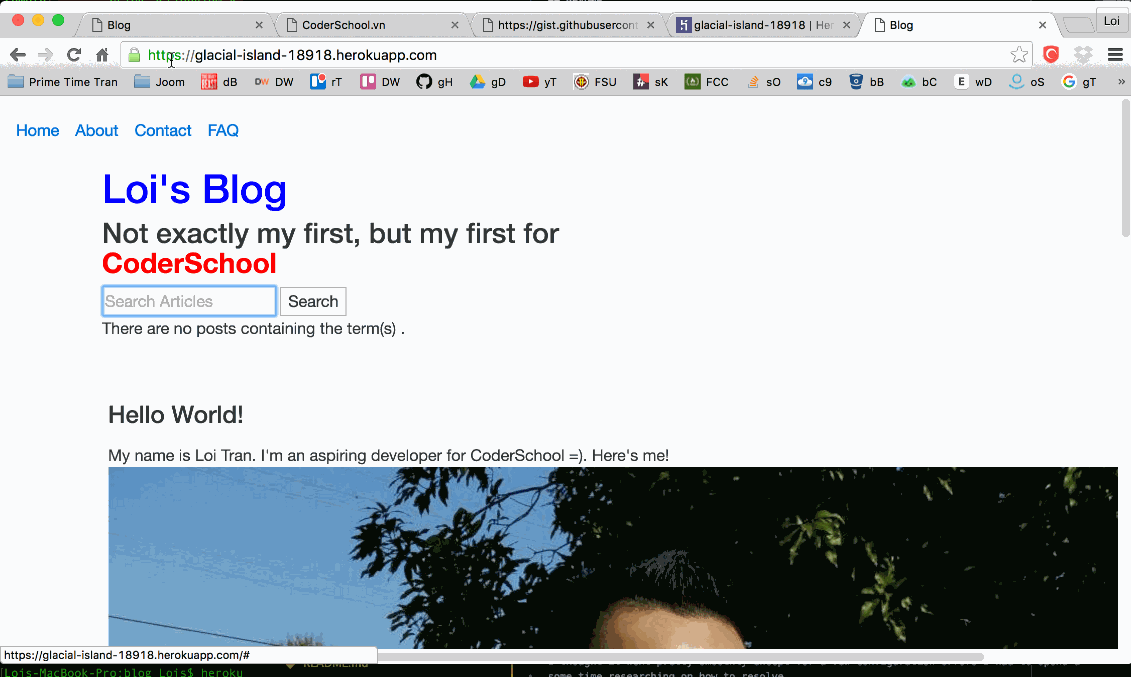 Blog CoderSchool.vn https://gist.githubusercont glacial-island-18918 | Her Blog Loi
https://glacial-island-18918.herokuapp.com
Prime Time Tran Joom dB DW DW rT DW gH gD yT FSU sK FCC sO c9 bB bC E wD oS gT »
Home About Contact FAQ
Loi's Blog
Not exactly my first, but my first for
CoderSchool
Search Articles Search
There are no posts containing the term(s) .
Hello World!
My name is Loi Tran. I'm an aspiring developer for CoderSchool =). Here's me!
https://glacial-island-18918.herokuapp.com/#
README.md
[Lois-MacBook-Pro:blog Lois$ heroku
some time researching on how to resolve